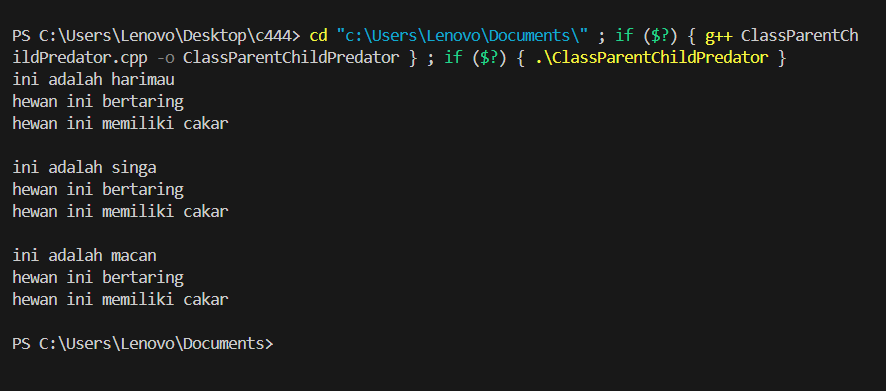 PS C:\Users\Lenovo\Desktop\c444> cd "c:\Users\Lenovo\Documents\" ; if ($?) { g++ ClassParentCh
ildPredator.cpp -o ClassParentChildPredator } ; if ($?) { .\ClassParentChildPredator }
ini adalah harimau
hewan ini bertaring
hewan ini memiliki cakar
ini adalah singa
hewan ini bertaring
hewan ini memiliki cakar
ini adalah macan
hewan ini bertaring
hewan ini memiliki cakar
PS C:\Users\Lenovo\Documents>